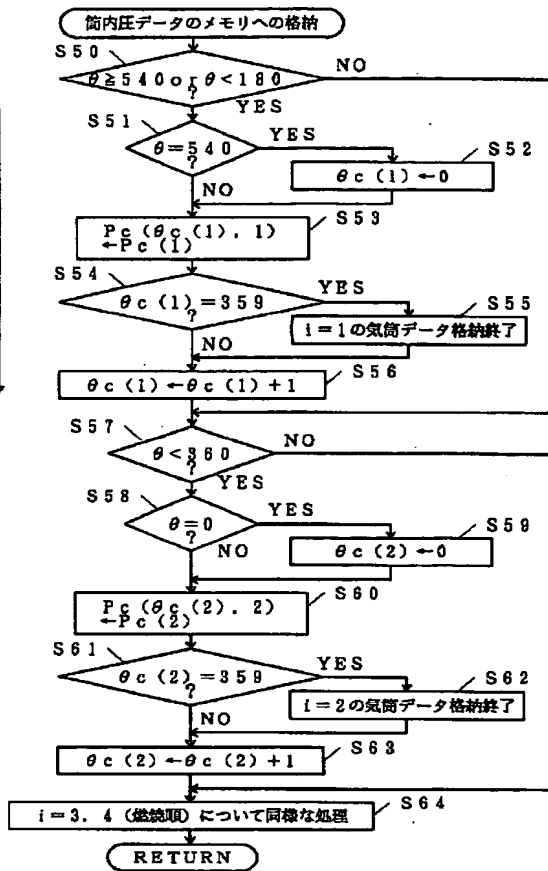 筒内圧データのメモリへの格納
S50
θ≧540 or θ<180
?
NO
YES
S51
θ=540
?
YES
NO
S52
θc(1)←0
S53
Pc(θc(1),1)
←Pc(1)
S54
θc(1)=359
?
YES
NO
S55
i=1の気筒データ格納終了
S56
θc(1)←θc(1)+1
S57
θ<360
?
NO
YES
S58
θ=0
?
YES
NO
S59
θc(2)←0
S60
Pc(θc(2),2)
←Pc(2)
S61
θc(2)=359
?
YES
NO
S62
i=2の気筒データ格納終了
S63
θc(2)←θc(2)+1
S64
i=3,4(燃焼順)について同様な処理
RETURN